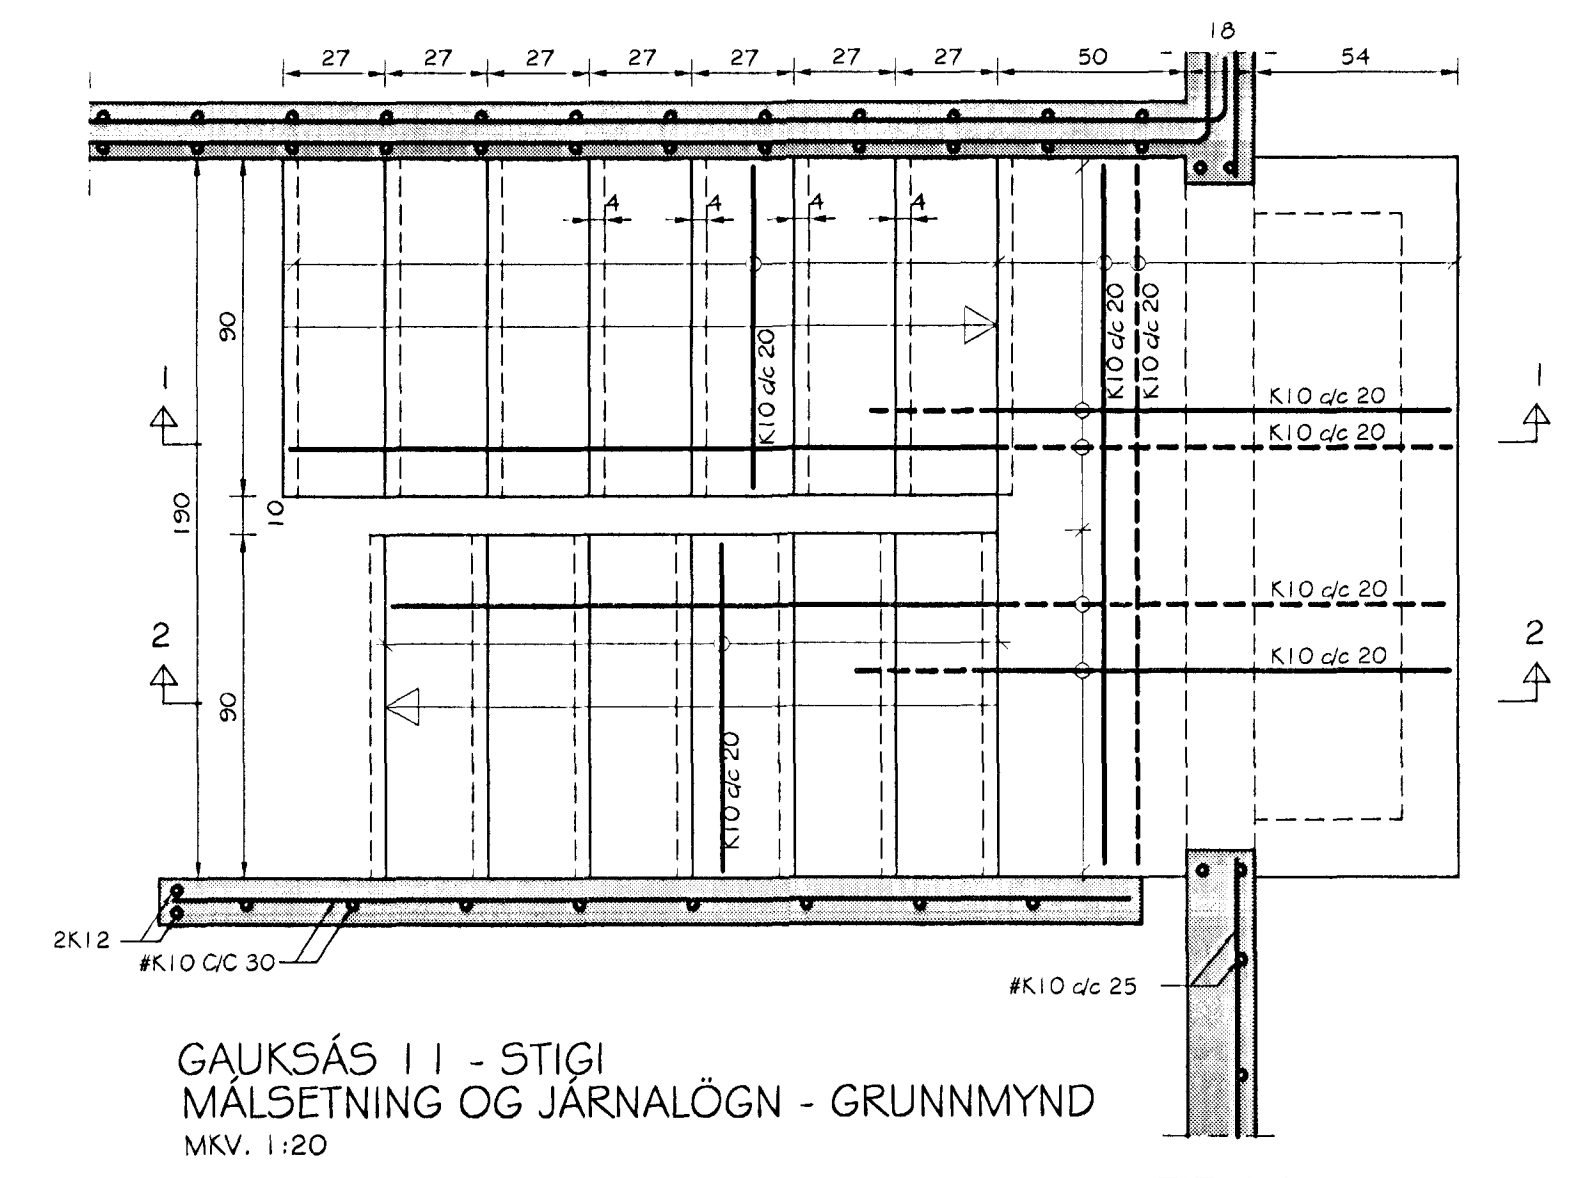 18
27 27 27 27 27 27 27 50 54
4 4 4 4
90
K10 c/c 20
K10 c/c 20
K10 c/c 20
1
1
K10 c/c 20
K10 c/c 20
190
10
K10 c/c 20
2
2
K10 c/c 20
90
K10 c/c 20
2K12
#K10 C/C 30
#K10 c/c 25
GAUKSÁS 11 - STIGI
MÁLSETNING OG JÁRNALÖGN - GRUNNMYND
MKV. 1:20